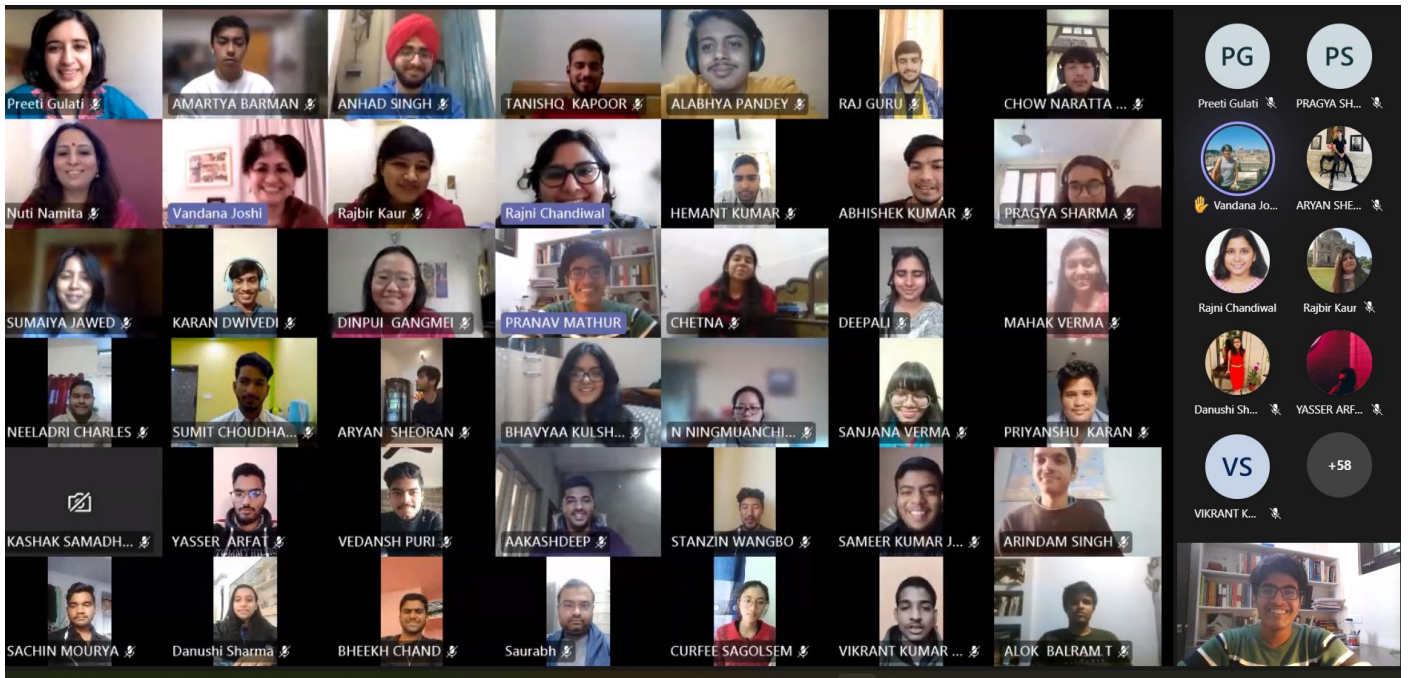 Preeti Gulati
AMARTYA BARMAN
ANHAD SINGH
TANISHQ KAPOOR
ALABHYA PANDEY
RAJ GURU
CHOW NARATTA ...
Nuti Namita
Vandana Joshi
Rajbir Kaur
Rajni Chandiwal
HEMANT KUMAR
ABHISHEK KUMAR
PRAGYA SHARMA
SUMAIYA JAWED
KARAN DWIVEDI
DINPUI GANGMEI
PRANAV MATHUR
CHETNA
DEEPALI
MAHAK VERMA
NEELADRI CHARLES
SUMIT CHOUDHA...
ARYAN SHEORAN
BHAVYAA KULSH...
N NINGMUANCHI...
SANJANA VERMA
PRIYANSHU KARAN
KASHAK SAMADH...
YASSER ARFAT
VEDANSH PURI
AAKASHDEEP
STANZIN WANGBO
SAMEER KUMAR J...
ARINDAM SINGH
SACHIN MOURYA
Danushi Sharma
BHEEKH CHAND
Saurabh
CURFEE SAGOLSEM
VIKRANT KUMAR ...
ALOK BALRAM T
PG
PS
Preeti Gulati
PRAGYA SH...
Vandana Jo...
ARYAN SHE...
Rajni Chandiwal
Rajbir Kaur
Danushi Sh...
YASSER ARF...
VS
+58
VIKRANT K...